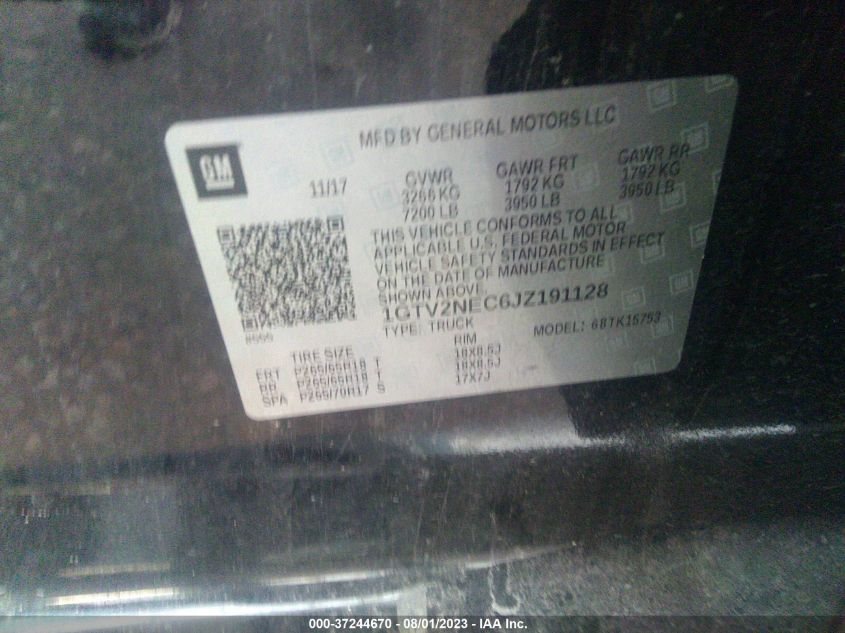 MFD BY GENERAL MOTORS LLC
GM
11/17
GVWR GAWR FRT GAWR RR
3266 KG 1792 KG 1792 KG
7200 LB 3950 LB 3950 LB
THIS VEHICLE CONFORMS TO ALL
APPLICABLE U.S. FEDERAL MOTOR
VEHICLE SAFETY STANDARDS IN EFFECT
ON THE DATE OF MANUFACTURE
SHOWN ABOVE.
1GTV2NEC6JZ191128
TYPE: TRUCK MODEL: 6BTK15753
TIRE SIZE RIM
FRT P265/65R18 T 18X8.5J
RR P265/65R18 T 18X8.5J
SPA P265/70R17 S 17X7J
000-37244670 - 08/01/2023 - IAA Inc.